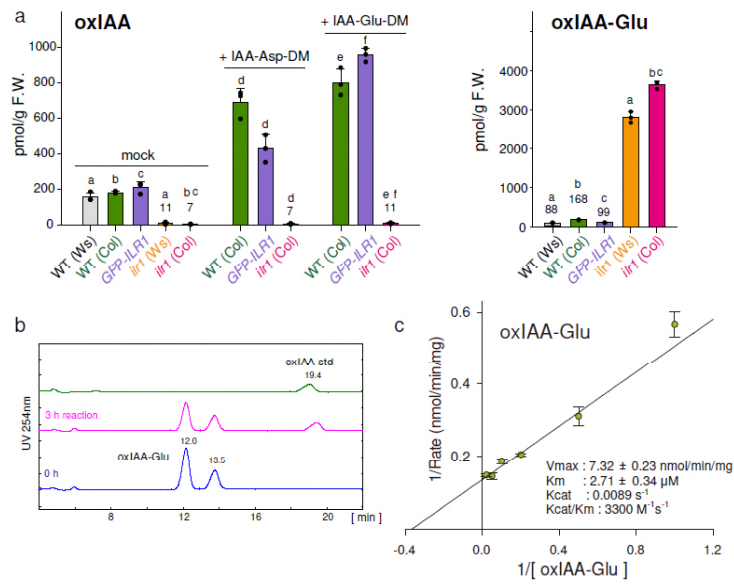 a
oxIAA
pmol/g F.W.
1000
800
600
400
200
0
mock
+ IAA-Asp-DM
+ IAA-Glu-DM
a
b
c
a
11
b c
7
d
d
d
7
e
f
e f
11
WT (Ws)
WT (Col)
GFP-ILR1
ilr1 (Ws)
ilr1 (Col)
WT (Col)
GFP-ILR1
ilr1 (Col)
WT (Col)
GFP-ILR1
ilr1 (Col)
oxIAA-Glu
pmol/g F.W.
4000
3000
2000
1000
0
a
88
b
168
c
99
a
b c
WT (Ws)
WT (Col)
GFP-ILR1
ilr1 (Ws)
ilr1 (Col)
b
UV 254nm
oxIAA std
19.4
3 h reaction
oxIAA-Glu
12.0
13.5
0 h
8
12
16
20
[ min ]
c
oxIAA-Glu
1/Rate (nmol/min/mg)
0.6
0.4
0.2
Vmax : 7.32 ± 0.23 nmol/min/mg
Km : 2.71 ± 0.34 µM
Kcat : 0.0089 s-1
Kcat/Km : 3300 M-1s-1
-0.4
0.0
0.4
0.8
1.2
1/[ oxIAA-Glu ]